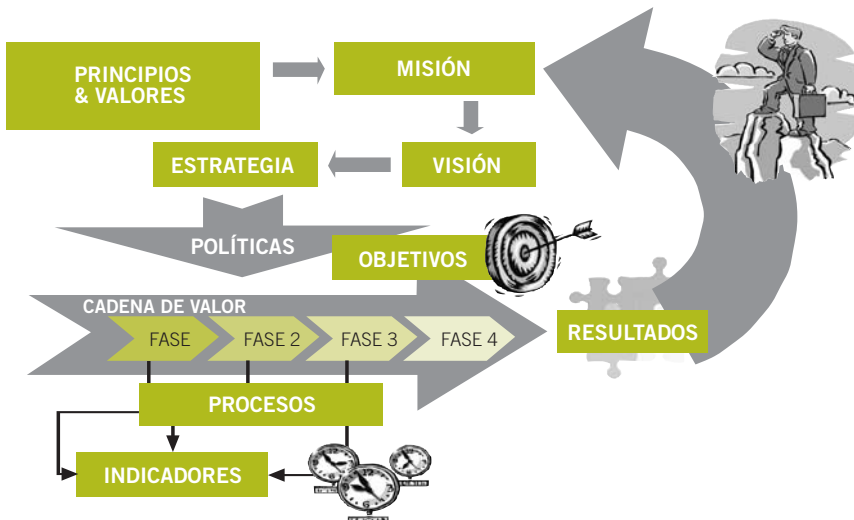 PRINCIPIOS
& VALORES
MISIÓN
VISIÓN
ESTRATEGIA
POLÍTICAS
OBJETIVOS
CADENA DE VALOR
FASE
FASE 2
FASE 3
FASE 4
RESULTADOS
PROCESOS
INDICADORES